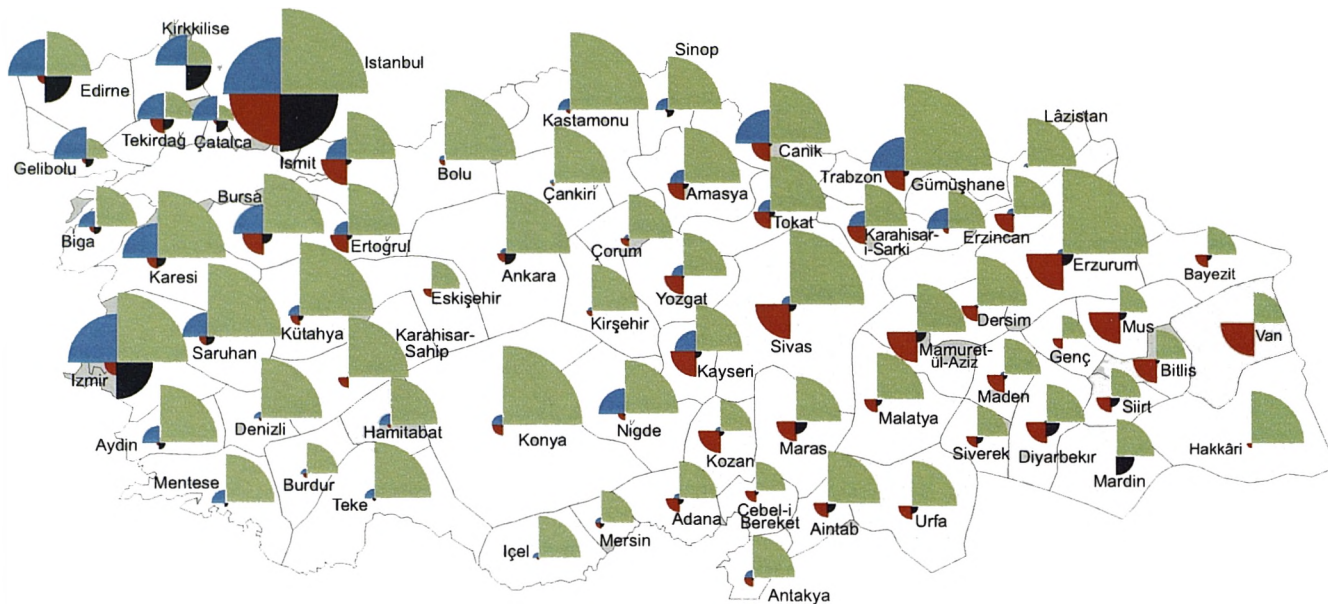 Kirkkilise
Istanbul
Sinop
Edirne
Kastamonu
Lâzistan
Tekirdağ
Çatalca
Ismit
Canik
Gelibolu
Bolu
Çankiri
Amasya
Trabzon
Gümüşhane
Bursa
Tokat
Karahisar-
i-Sarki
Erzincan
Biga
Ertoğrul
Çorum
Karesi
Ankara
Erzurum
Bayezit
Eskişehir
Yozgat
Kütahya
Kirşehir
Dersim
Mus
Karahisar-
Sahip
Saruhan
Sivas
Van
Genç
Mamuret-
ül-Aziz
Izmir
Kayseri
Bitlis
Maden
Malatya
Siirt
Denizli
Hamitabat
Konya
Niğde
Aydin
Kozan
Maras
Siverek
Diyarbekır
Hakkâri
Mardin
Mentese
Burdur
Teke
Adana
Çebel-i
Bereket
Aintab
Urfa
Mersin
Içel
Antakya